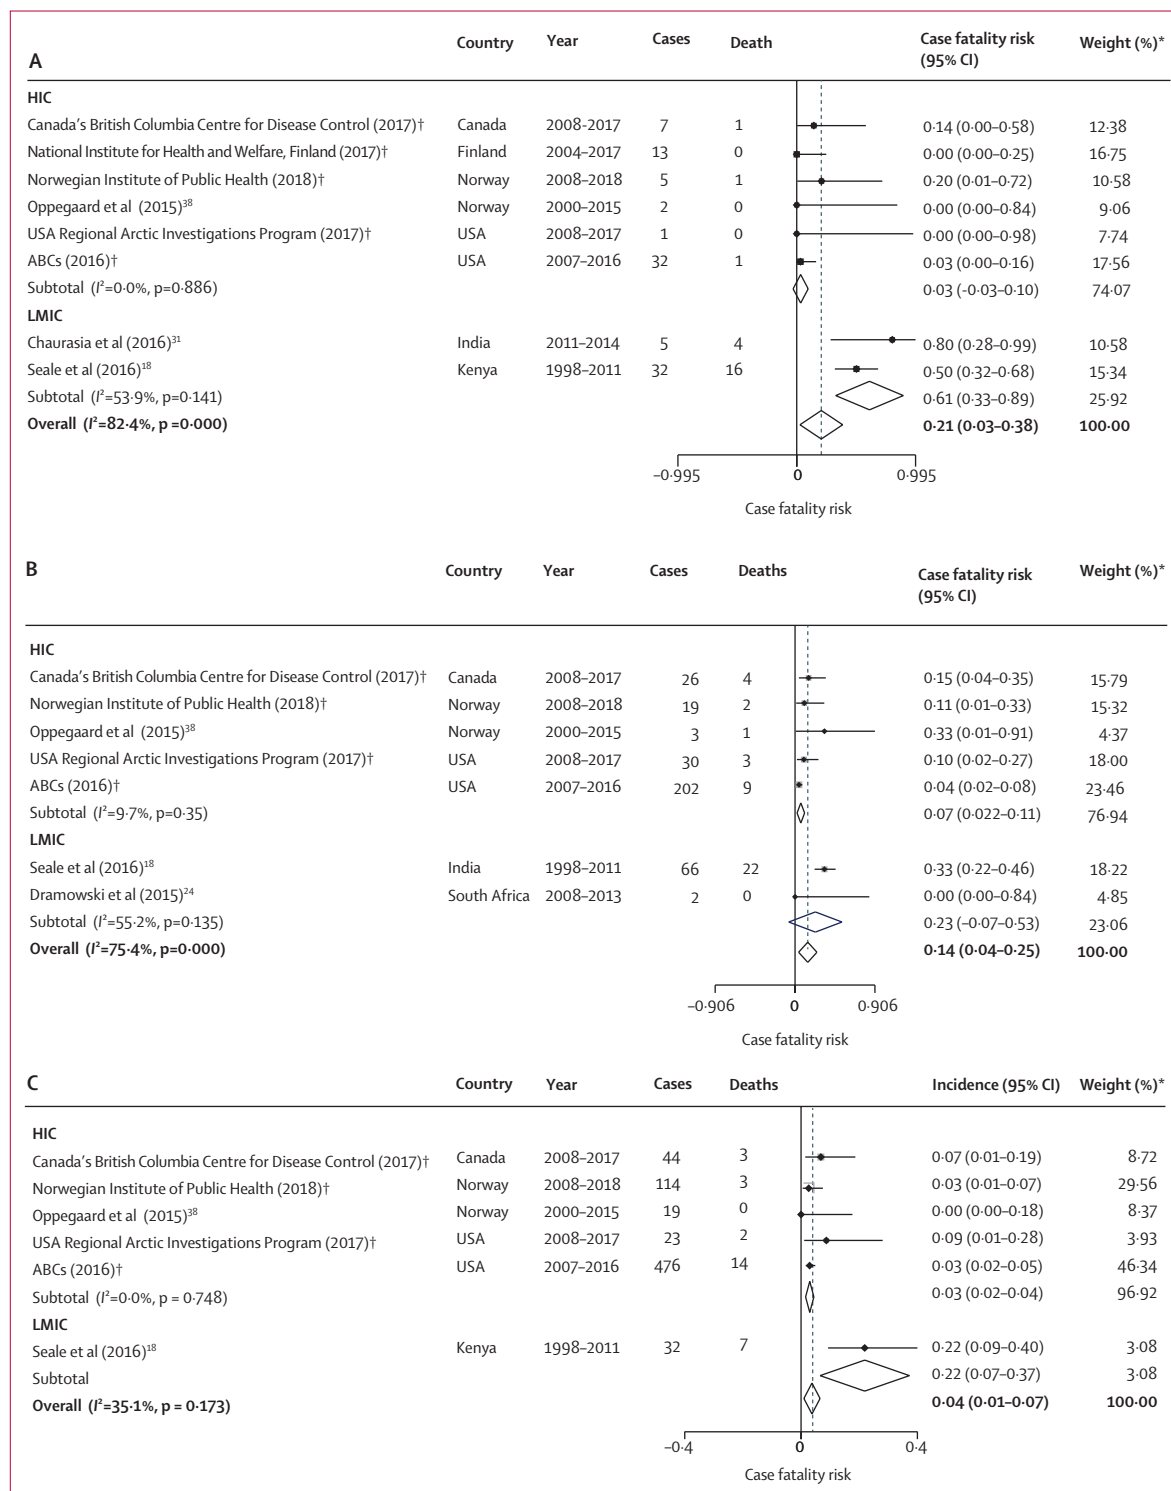 A Country Year Cases Death Case fatality risk (95% CI) Weight (%)*
HIC
Canada's British Columbia Centre for Disease Control (2017)† Canada 2008-2017 7 1 0·14 (0·00–0·58) 12·38
National Institute for Health and Welfare, Finland (2017)† Finland 2004–2017 13 0 0·00 (0·00–0·25) 16·75
Norwegian Institute of Public Health (2018)† Norway 2008–2018 5 1 0·20 (0·01–0·72) 10·58
Oppegaard et al (2015)³⁸ Norway 2000–2015 2 0 0·00 (0·00–0·84) 9·06
USA Regional Arctic Investigations Program (2017)† USA 2008–2017 1 0 0·00 (0·00–0·98) 7·74
ABCs (2016)† USA 2007–2016 32 1 0·03 (0·00–0·16) 17·56
Subtotal (I²=0·0%, p=0·886) 0·03 (-0·03–0·10) 74·07
LMIC
Chaurasia et al (2016)³¹ India 2011–2014 5 4 0·80 (0·28–0·99) 10·58
Seale et al (2016)¹⁸ Kenya 1998–2011 32 16 0·50 (0·32–0·68) 15·34
Subtotal (I²=53·9%, p=0·141) 0·61 (0·33–0·89) 25·92
Overall (I²=82·4%, p =0·000) 0·21 (0·03–0·38) 100·00
–0·995 0 0·995
Case fatality risk
B Country Year Cases Deaths Case fatality risk (95% CI) Weight (%)*
HIC
Canada's British Columbia Centre for Disease Control (2017)† Canada 2008–2017 26 4 0·15 (0·04–0·35) 15·79
Norwegian Institute of Public Health (2018)† Norway 2008–2018 19 2 0·11 (0·01–0·33) 15·32
Oppegaard et al (2015)³⁸ Norway 2000–2015 3 1 0·33 (0·01–0·91) 4·37
USA Regional Arctic Investigations Program (2017)† USA 2008–2017 30 3 0·10 (0·02–0·27) 18·00
ABCs (2016)† USA 2007–2016 202 9 0·04 (0·02–0·08) 23·46
Subtotal (I²=9·7%, p=0·35) 0·07 (0·022–0·11) 76·94
LMIC
Seale et al (2016)¹⁸ India 1998–2011 66 22 0·33 (0·22–0·46) 18·22
Dramowski et al (2015)²⁴ South Africa 2008–2013 2 0 0·00 (0·00–0·84) 4·85
Subtotal (I²=55·2%, p=0·135) 0·23 (–0·07–0·53) 23·06
Overall (I²=75·4%, p=0·000) 0·14 (0·04–0·25) 100·00
–0·906 0 0·906
Case fatality risk
C Country Year Cases Deaths Incidence (95% CI) Weight (%)*
HIC
Canada's British Columbia Centre for Disease Control (2017)† Canada 2008–2017 44 3 0·07 (0·01–0·19) 8·72
Norwegian Institute of Public Health (2018)† Norway 2008–2018 114 3 0·03 (0·01–0·07) 29·56
Oppegaard et al (2015)³⁸ Norway 2000–2015 19 0 0·00 (0·00–0·18) 8·37
USA Regional Arctic Investigations Program (2017)† USA 2008–2017 23 2 0·09 (0·01–0·28) 3·93
ABCs (2016)† USA 2007–2016 476 14 0·03 (0·02–0·05) 46·34
Subtotal (I²=0·0%, p = 0·748) 0·03 (0·02–0·04) 96·92
LMIC
Seale et al (2016)¹⁸ Kenya 1998–2011 32 7 0·22 (0·09–0·40) 3·08
Subtotal 0·22 (0·07–0·37) 3·08
Overall (I²=35·1%, p = 0·173) 0·04 (0·01–0·07) 100·00
–0·4 0 0·4
Case fatality risk